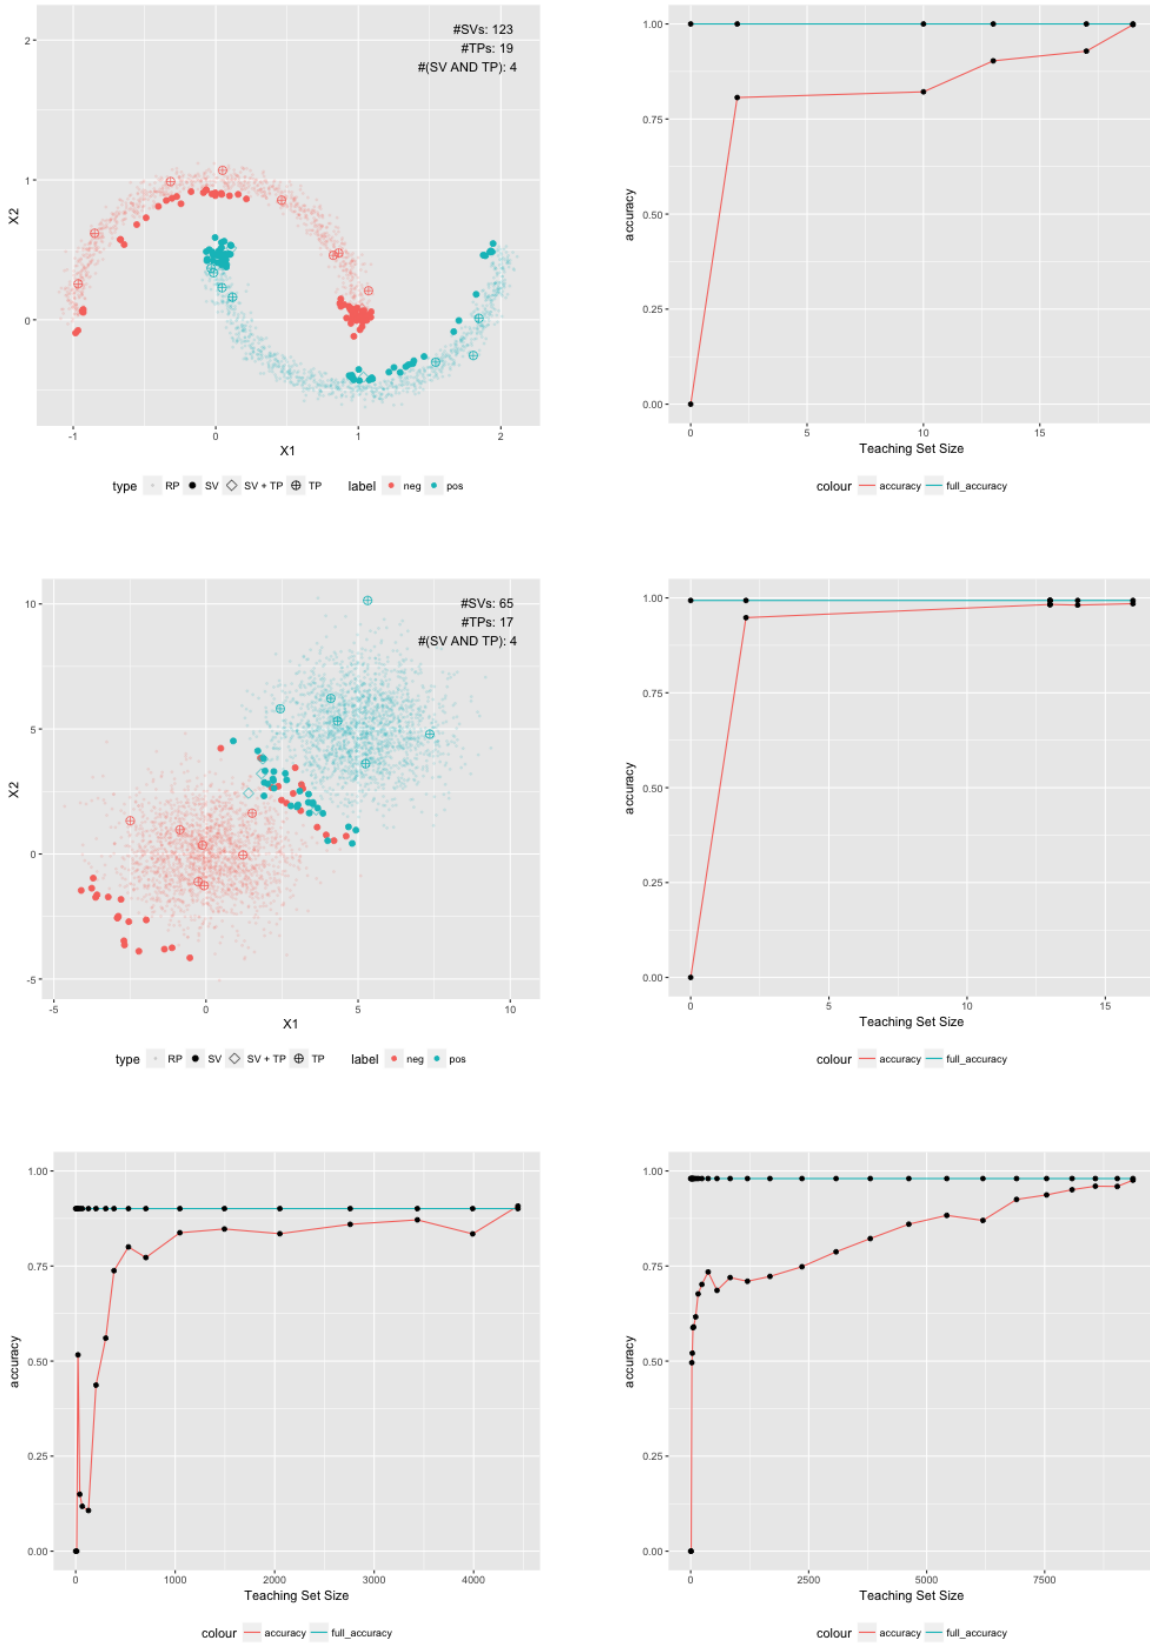 #SVs: 123
#TPs: 19
#(SV AND TP): 4
2
1
0
X2
-1 0 1 2
X1
type RP SV SV + TP TP label neg pos
1.00
0.75
0.50
0.25
0.00
accuracy
0 5 10 15
Teaching Set Size
colour accuracy full_accuracy
#SVs: 65
#TPs: 17
#(SV AND TP): 4
10
5
0
-5
X2
-5 0 5 10
X1
type RP SV SV + TP TP label neg pos
1.00
0.75
0.50
0.25
0.00
accuracy
0 5 10 15
Teaching Set Size
colour accuracy full_accuracy
1.00
0.75
0.50
0.25
0.00
accuracy
0 1000 2000 3000 4000
Teaching Set Size
colour accuracy full_accuracy
1.00
0.75
0.50
0.25
0.00
accuracy
0 2500 5000 7500
Teaching Set Size
colour accuracy full_accuracy